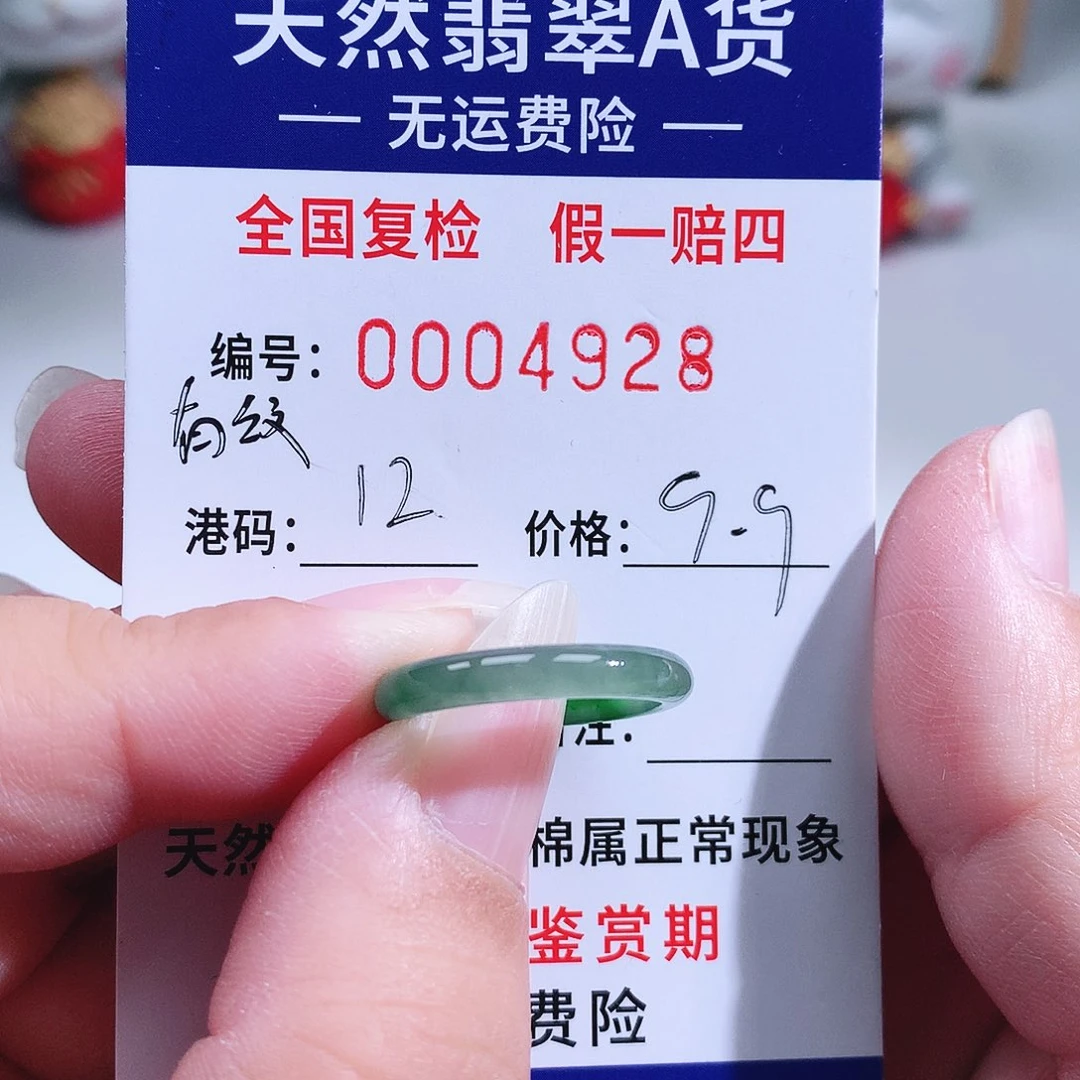 天然翡翠A货
— 无运费险 —
全国复检 假一赔四
编号： 0004928
有纹
港码： 12 价格： 9.9
注：
天然 棉属正常现象
鉴赏期
费险